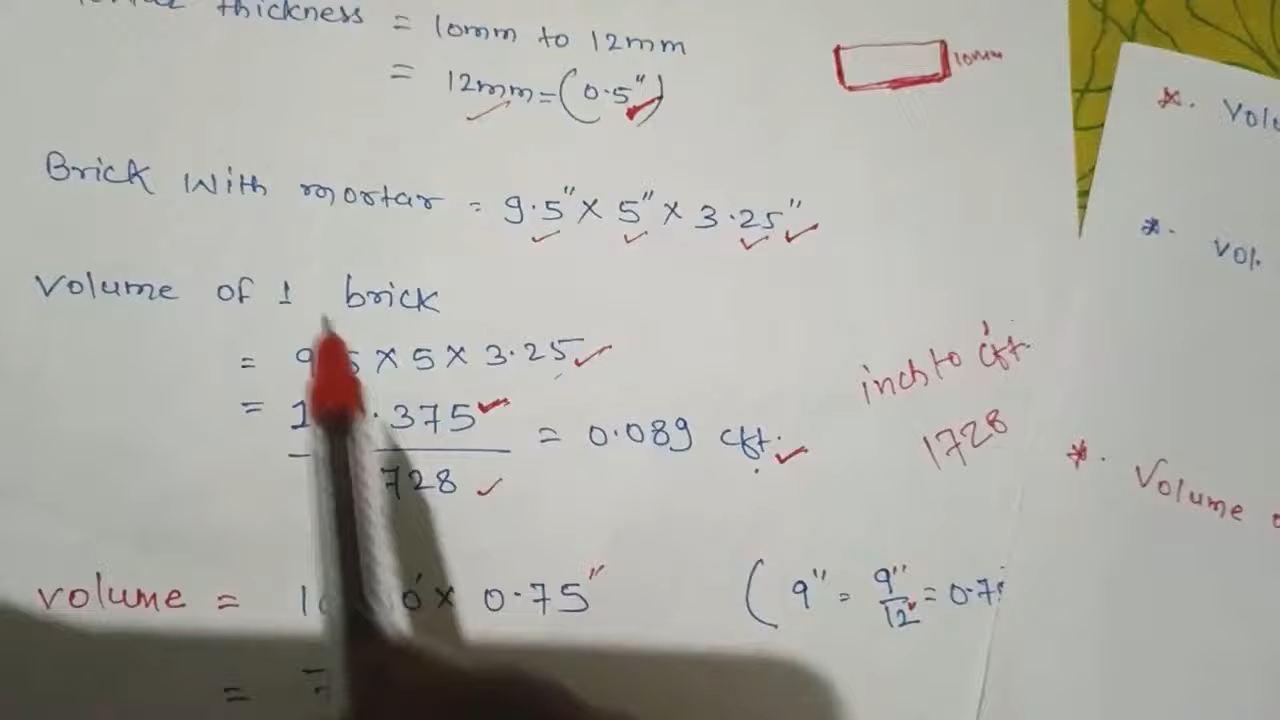 thickness = 10mm to 12mm
= 12mm = (0.5")
10mm
Brick with mortar = 9.5" x 5" x 3.25"
Volume of 1 brick
= x 5 x 3.25
= .375 = 0.089 cft.
728
inch to cft.
1728
volume = x 0.75"
( 9" = 9"/12 = 0.7
=
*. Volu
*. Vol.
*. Volume